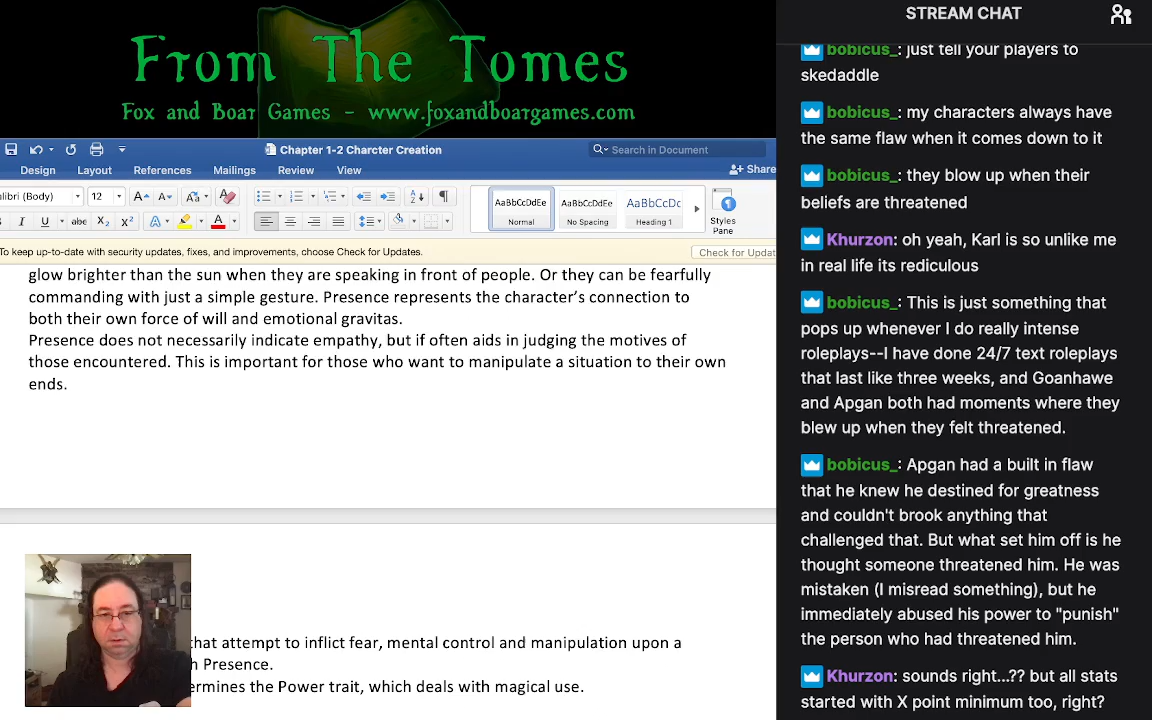 From The Tomes
Fox and Boar Games - www.foxandboargames.com
Chapter 1-2 Charcter Creation
Search in Document
Design Layout References Mailings Review View
Share
alibri (Body) 12
AaBbCcDdEe AaBbCcDdEe AaBbCcDc
Normal No Spacing Heading 1
Styles
Pane
To keep up-to-date with security updates, fixes, and improvements, choose Check for Updates.
Check for Updat
glow brighter than the sun when they are speaking in front of people. Or they can be fearfully
commanding with just a simple gesture. Presence represents the character’s connection to
both their own force of will and emotional gravitas.
Presence does not necessarily indicate empathy, but if often aids in judging the motives of
those encountered. This is important for those who want to manipulate a situation to their own
ends.
that attempt to inflict fear, mental control and manipulation upon a
h Presence.
ermines the Power trait, which deals with magical use.
STREAM CHAT
bobicus_: just tell your players to
skedaddle
bobicus_: my characters always have
the same flaw when it comes down to it
bobicus_: they blow up when their
beliefs are threatened
Khurzon: oh yeah, Karl is so unlike me
in real life its rediculous
bobicus_: This is just something that
pops up whenever I do really intense
roleplays--I have done 24/7 text roleplays
that last like three weeks, and Goanhawe
and Apgan both had moments where they
blew up when they felt threatened.
bobicus_: Apgan had a built in flaw
that he knew he destined for greatness
and couldn't brook anything that
challenged that. But what set him off is he
thought someone threatened him. He was
mistaken (I misread something), but he
immediately abused his power to "punish"
the person who had threatened him.
Khurzon: sounds right...?? but all stats
started with X point minimum too, right?